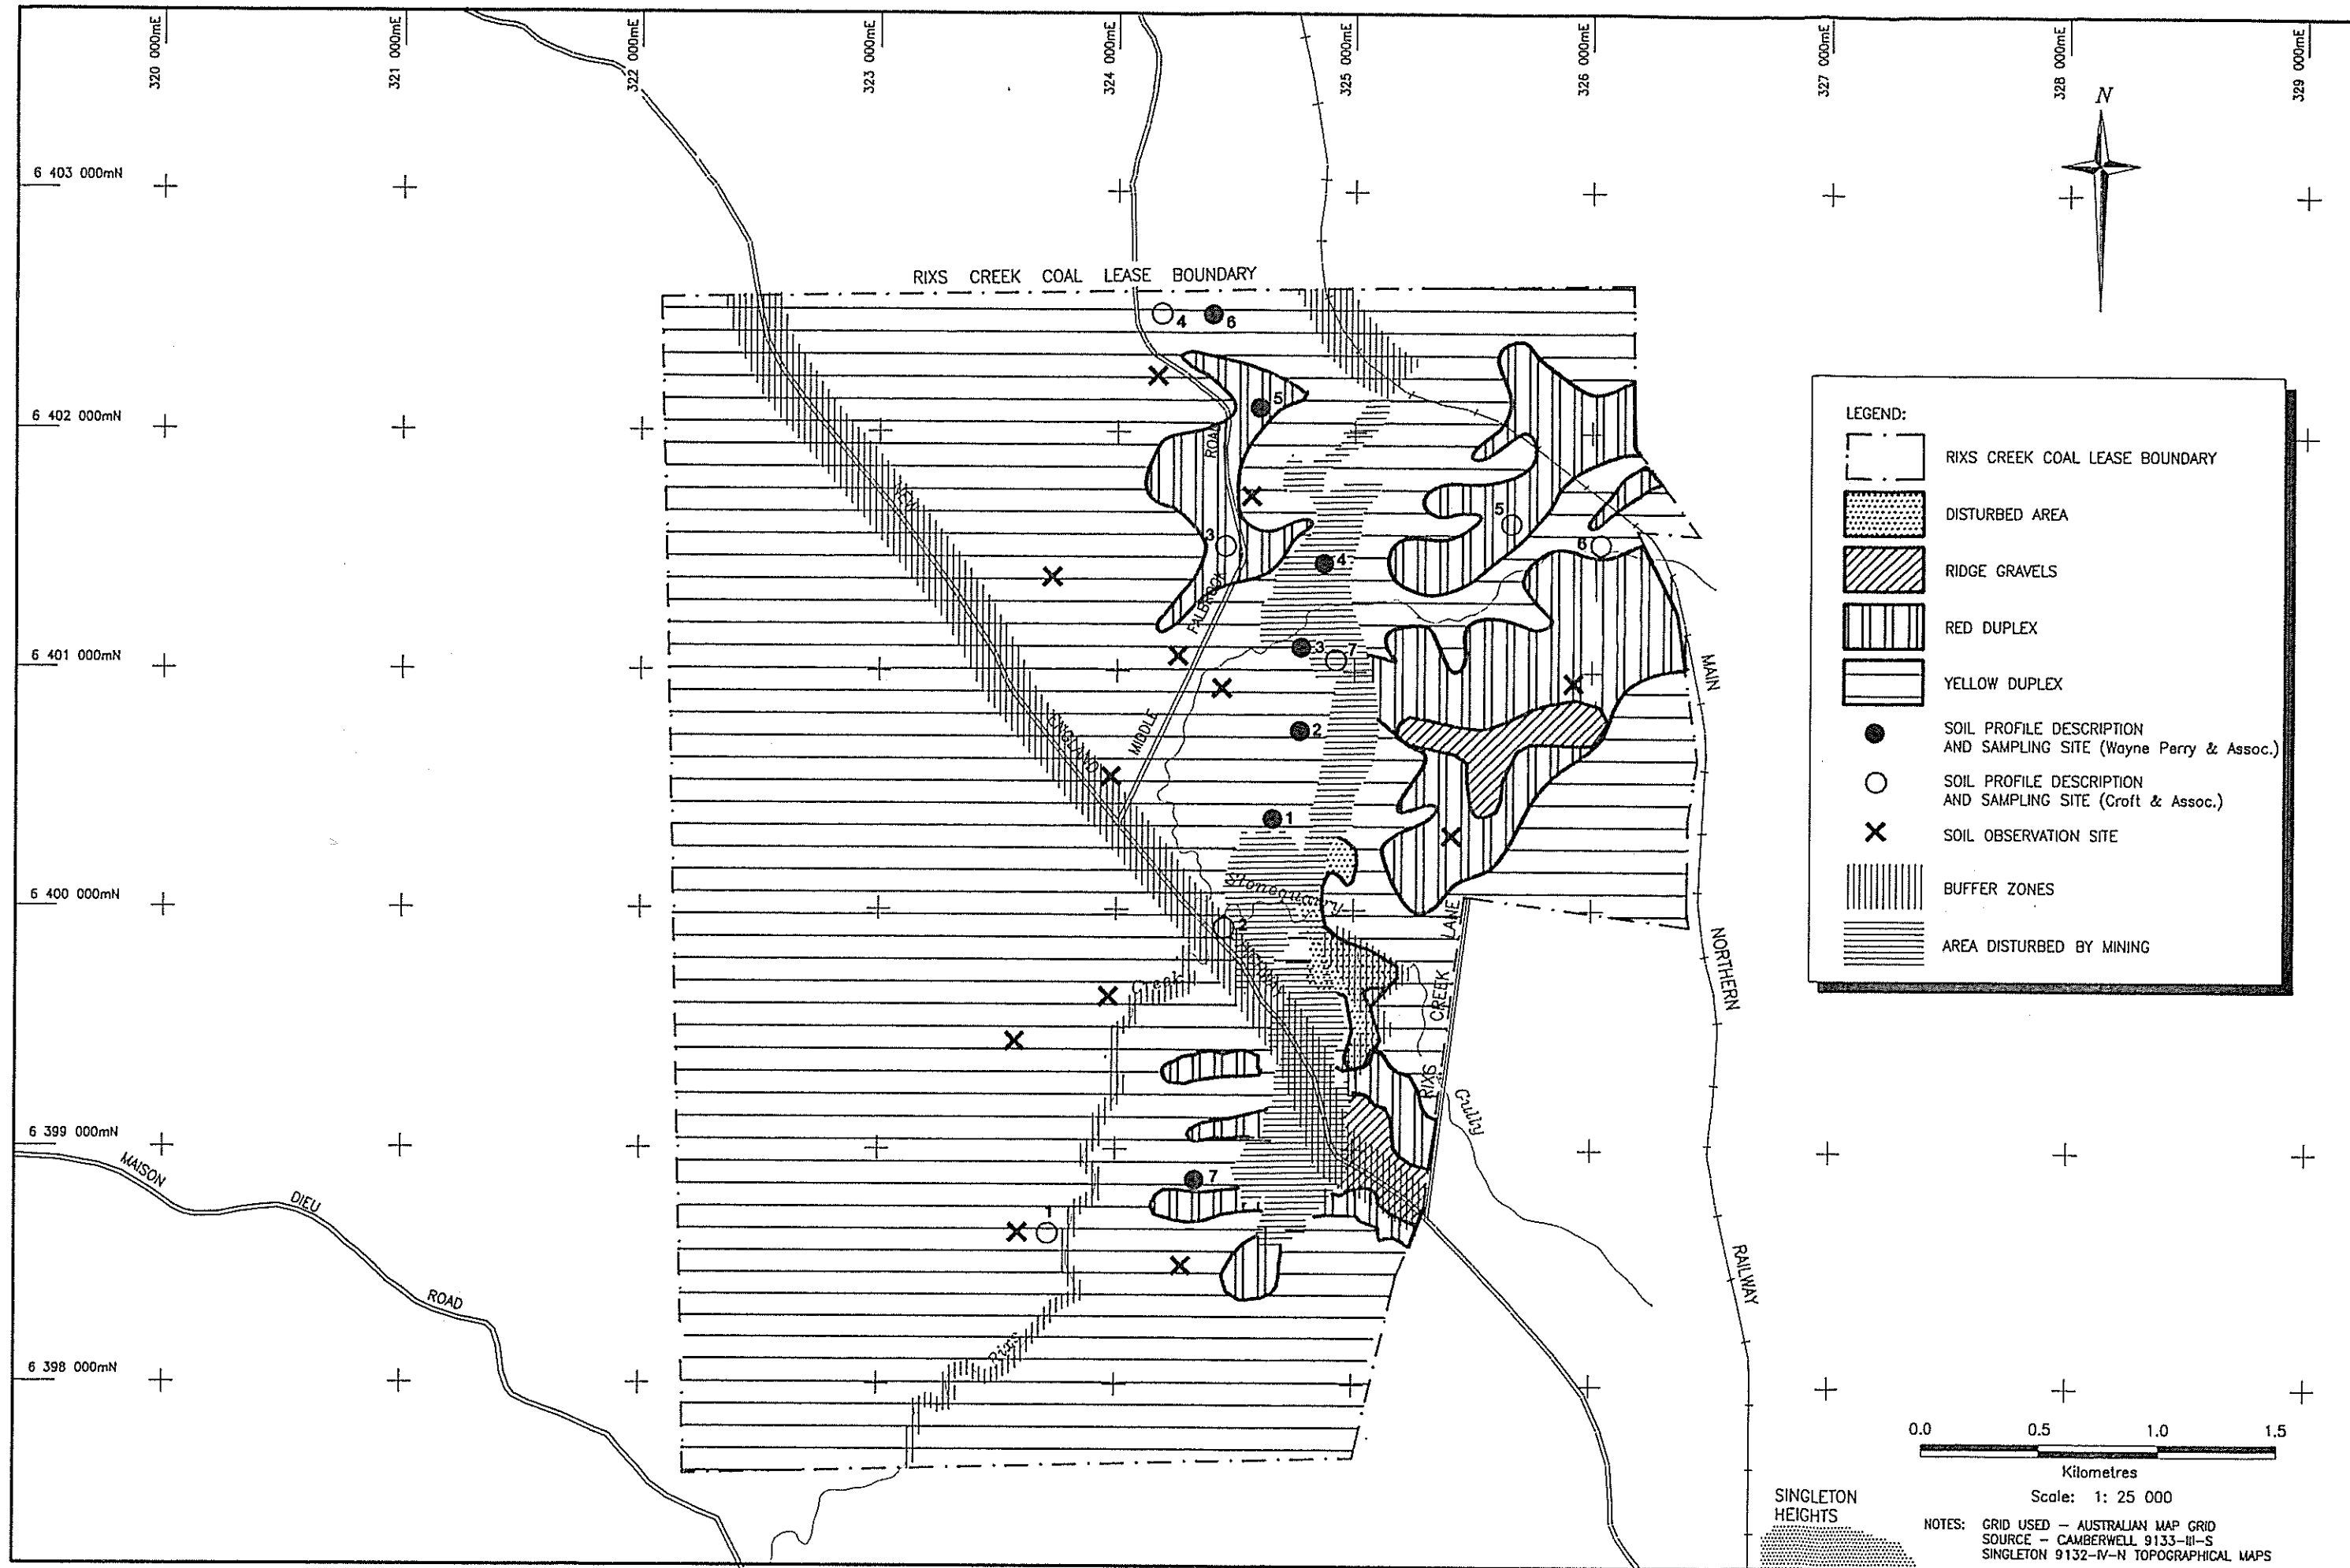 320 000mE
321 000mE
322 000mE
323 000mE
324 000mE
325 000mE
326 000mE
327 000mE
328 000mE
329 000mE
N
6 403 000mN
6 402 000mN
6 401 000mN
6 400 000mN
6 399 000mN
6 398 000mN
RIXS CREEK COAL LEASE BOUNDARY
4
6
5
ROAD
3
4
5
6
FALBROOK
3
7
MIDDLE
2
ENGLAND
1
Stonequarry
2
Creek
LANE
CREEK
RIXS
Gully
7
1
Rixs
MAIN
NORTHERN
RAILWAY
MAISON
DIEU
ROAD
LEGEND:
RIXS CREEK COAL LEASE BOUNDARY
DISTURBED AREA
RIDGE GRAVELS
RED DUPLEX
YELLOW DUPLEX
SOIL PROFILE DESCRIPTION
AND SAMPLING SITE (Wayne Perry & Assoc.)
SOIL PROFILE DESCRIPTION
AND SAMPLING SITE (Croft & Assoc.)
SOIL OBSERVATION SITE
BUFFER ZONES
AREA DISTURBED BY MINING
0.0 0.5 1.0 1.5
Kilometres
Scale: 1: 25 000
SINGLETON
HEIGHTS
NOTES: GRID USED – AUSTRALIAN MAP GRID
SOURCE – CAMBERWELL 9133-III-S
SINGLETON 9132-IV-N TOPOGRAPHICAL MAPS